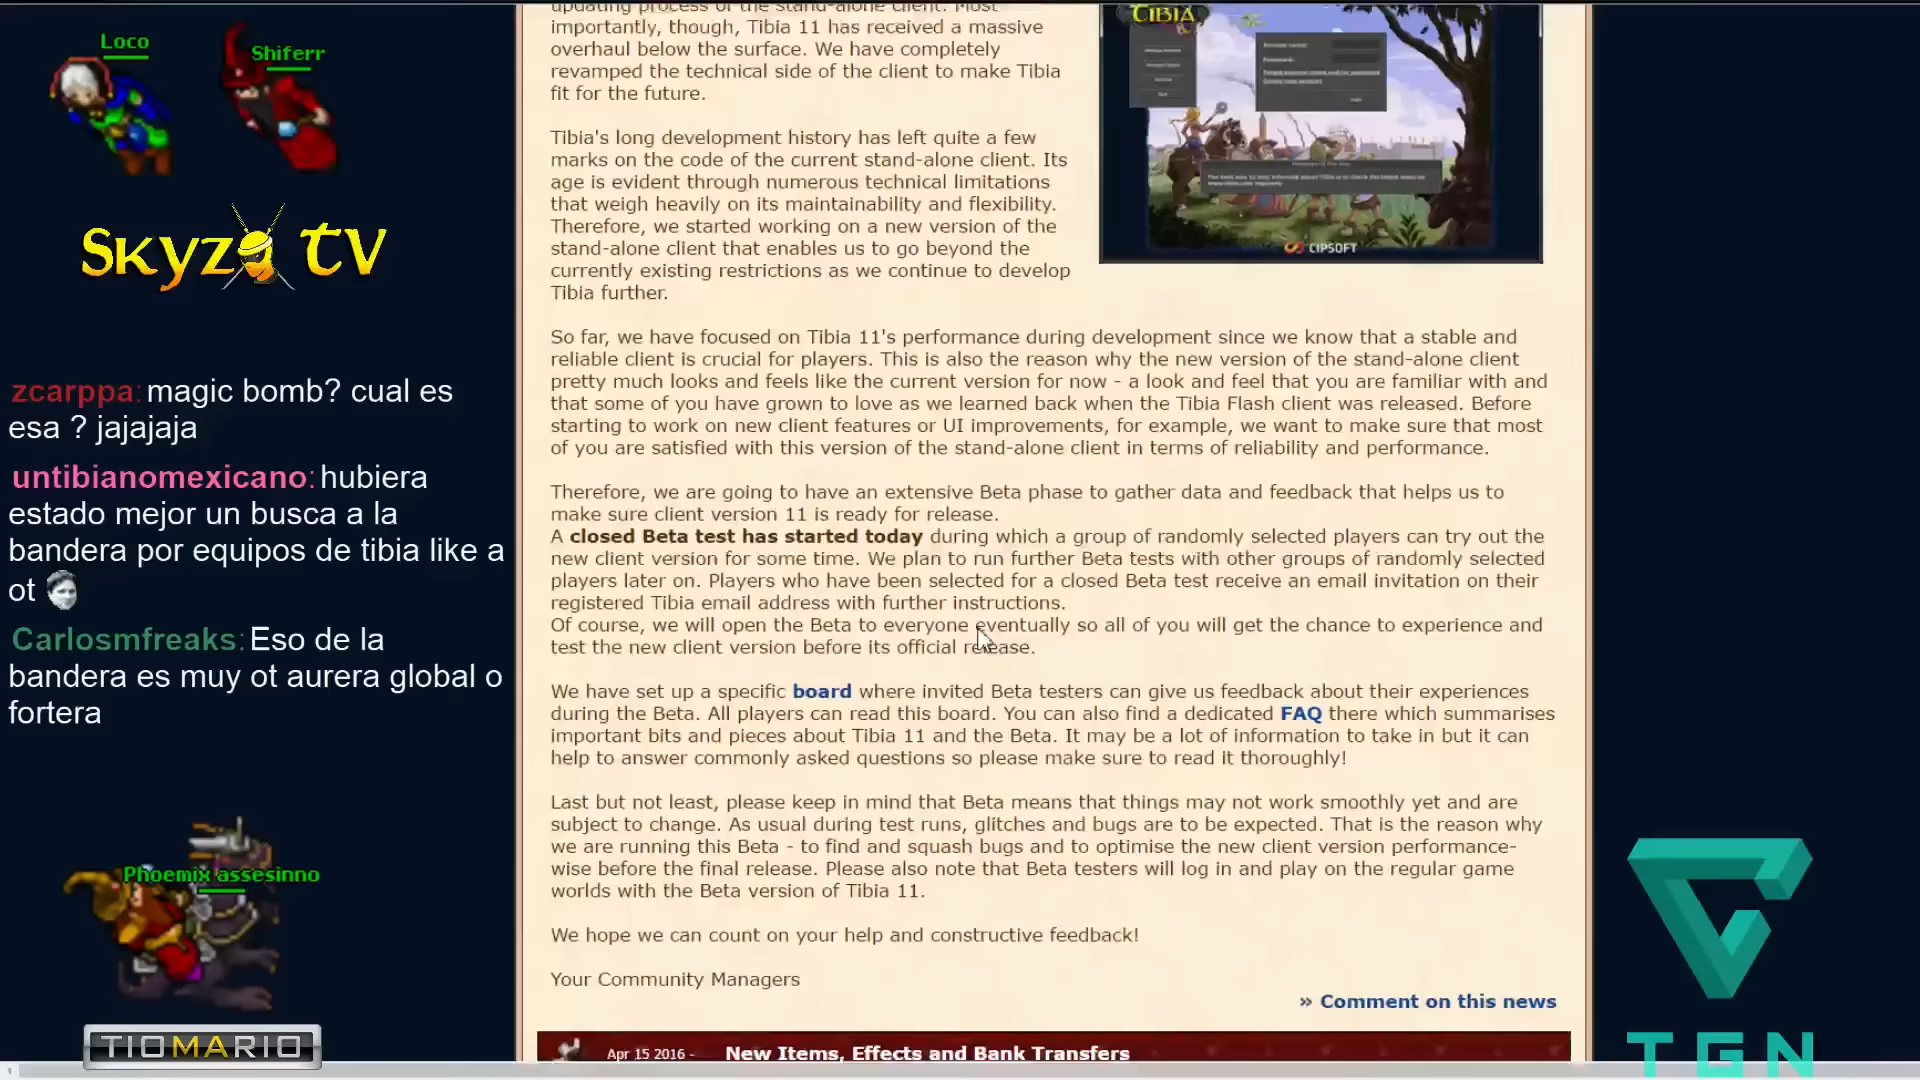 Loco
Shiferr
SKYZO TV
zcarppa: magic bomb? cual es
esa ? jajajaja
untibianomexicano: hubiera
estado mejor un busca a la
bandera por equipos de tibia like a
ot
Carlosmfreaks: Eso de la
bandera es muy ot aurera global o
fortera
Phoemix assesinno
TIOMARIO
updating process of the stand-alone client. Most
importantly, though, Tibia 11 has received a massive
overhaul below the surface. We have completely
revamped the technical side of the client to make Tibia
fit for the future.
Tibia's long development history has left quite a few
marks on the code of the current stand-alone client. Its
age is evident through numerous technical limitations
that weigh heavily on its maintainability and flexibility.
Therefore, we started working on a new version of the
stand-alone client that enables us to go beyond the
currently existing restrictions as we continue to develop
Tibia further.
TIBIA
CIPSOFT
So far, we have focused on Tibia 11's performance during development since we know that a stable and
reliable client is crucial for players. This is also the reason why the new version of the stand-alone client
pretty much looks and feels like the current version for now - a look and feel that you are familiar with and
that some of you have grown to love as we learned back when the Tibia Flash client was released. Before
starting to work on new client features or UI improvements, for example, we want to make sure that most
of you are satisfied with this version of the stand-alone client in terms of reliability and performance.
Therefore, we are going to have an extensive Beta phase to gather data and feedback that helps us to
make sure client version 11 is ready for release.
A closed Beta test has started today during which a group of randomly selected players can try out the
new client version for some time. We plan to run further Beta tests with other groups of randomly selected
players later on. Players who have been selected for a closed Beta test receive an email invitation on their
registered Tibia email address with further instructions.
Of course, we will open the Beta to everyone eventually so all of you will get the chance to experience and
test the new client version before its official release.
We have set up a specific board where invited Beta testers can give us feedback about their experiences
during the Beta. All players can read this board. You can also find a dedicated FAQ there which summarises
important bits and pieces about Tibia 11 and the Beta. It may be a lot of information to take in but it can
help to answer commonly asked questions so please make sure to read it thoroughly!
Last but not least, please keep in mind that Beta means that things may not work smoothly yet and are
subject to change. As usual during test runs, glitches and bugs are to be expected. That is the reason why
we are running this Beta - to find and squash bugs and to optimise the new client version performance-
wise before the final release. Please also note that Beta testers will log in and play on the regular game
worlds with the Beta version of Tibia 11.
We hope we can count on your help and constructive feedback!
Your Community Managers
» Comment on this news
Apr 15 2016 - New Items, Effects and Bank Transfers
TGN